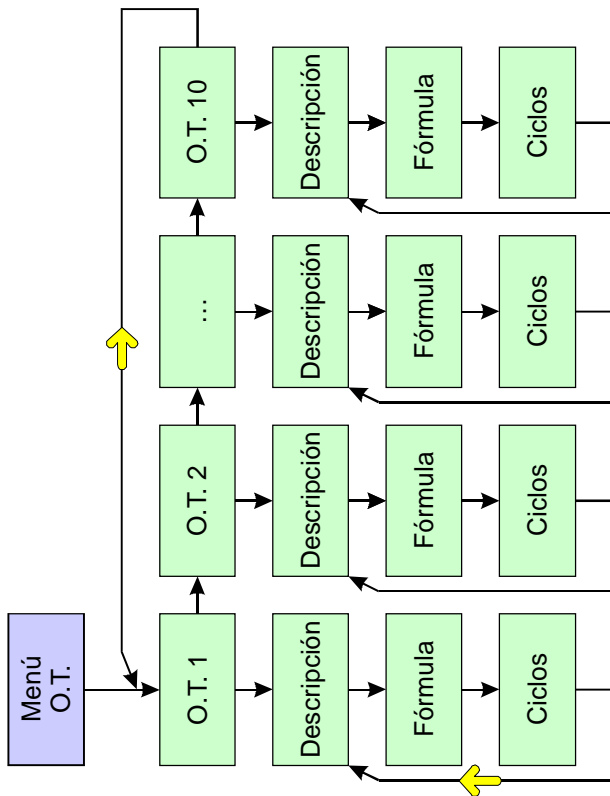 Menú
O.T.
O.T. 1
Descripción
Fórmula
Ciclos
O.T. 2
Descripción
Fórmula
Ciclos
...
Descripción
Fórmula
Ciclos
O.T. 10
Descripción
Fórmula
Ciclos